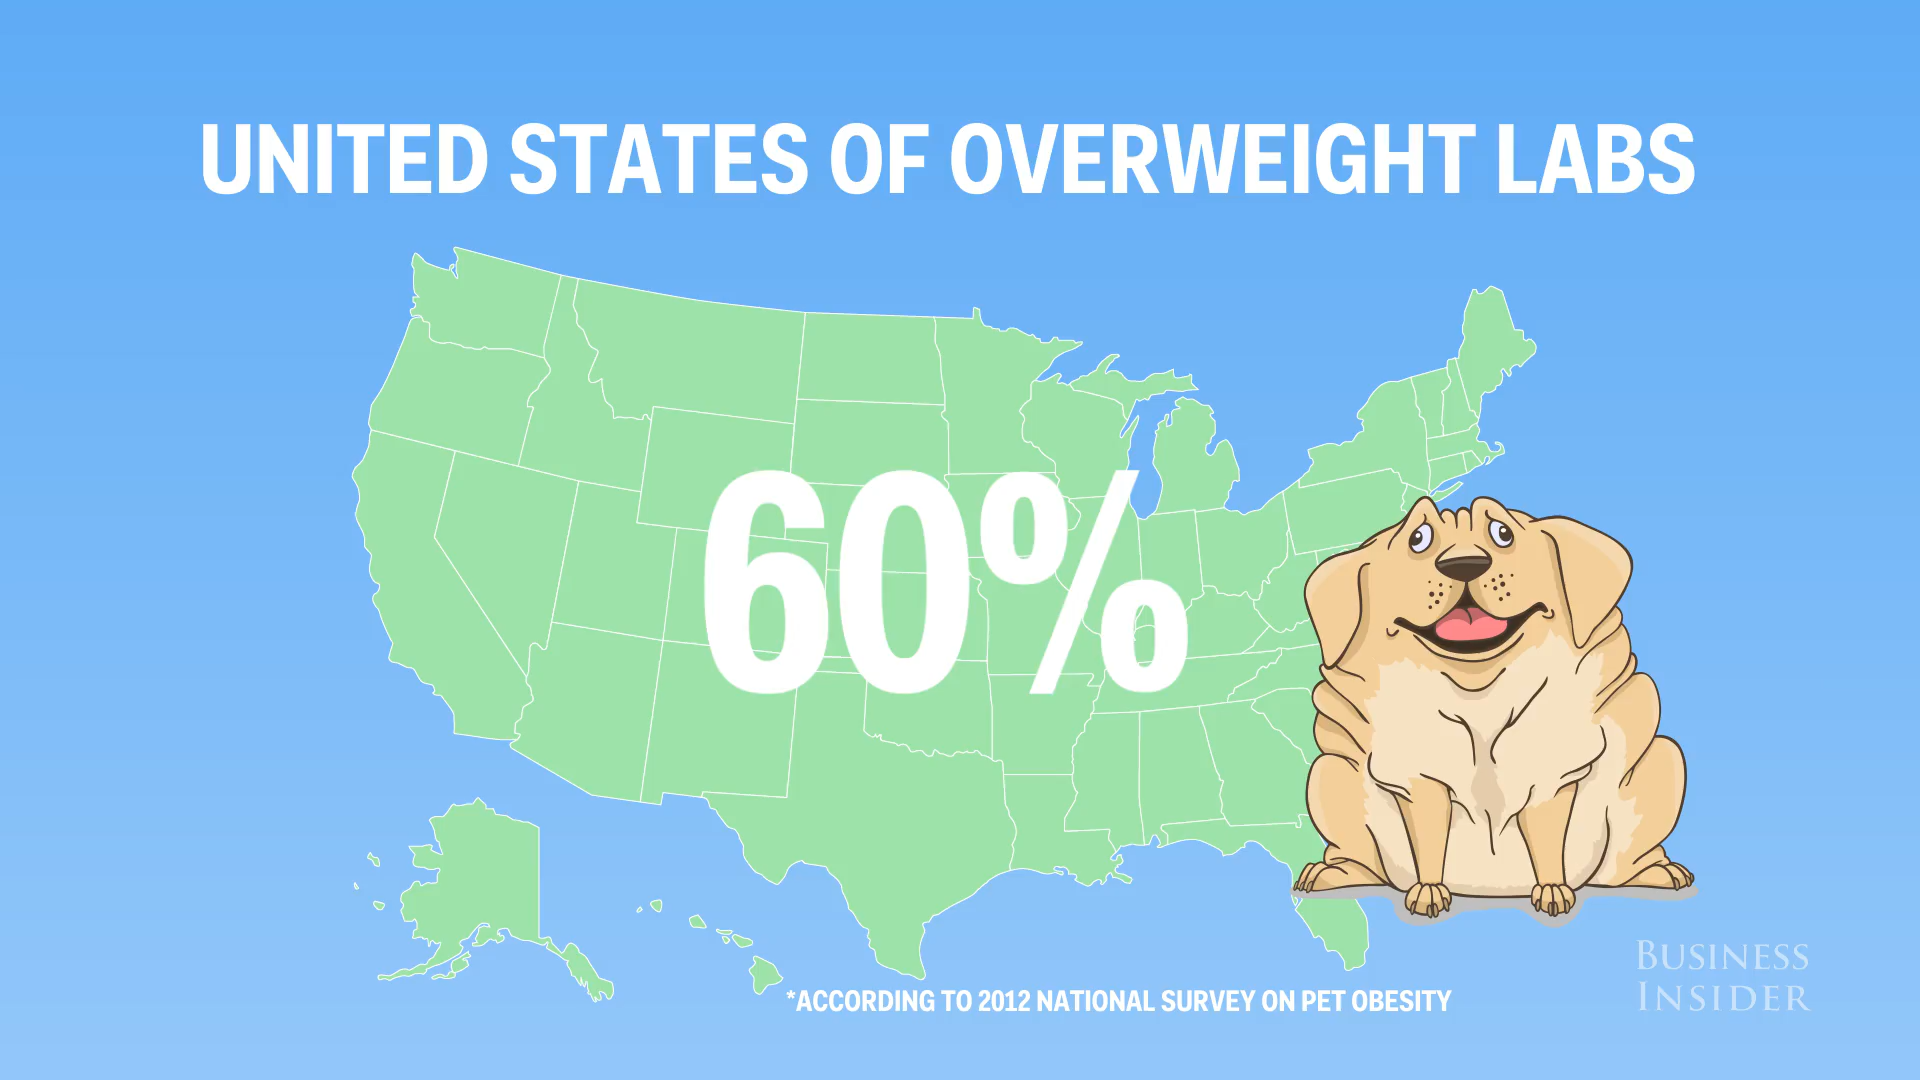 UNITED STATES OF OVERWEIGHT LABS
60%
*ACCORDING TO 2012 NATIONAL SURVEY ON PET OBESITY
BUSINESS
INSIDER